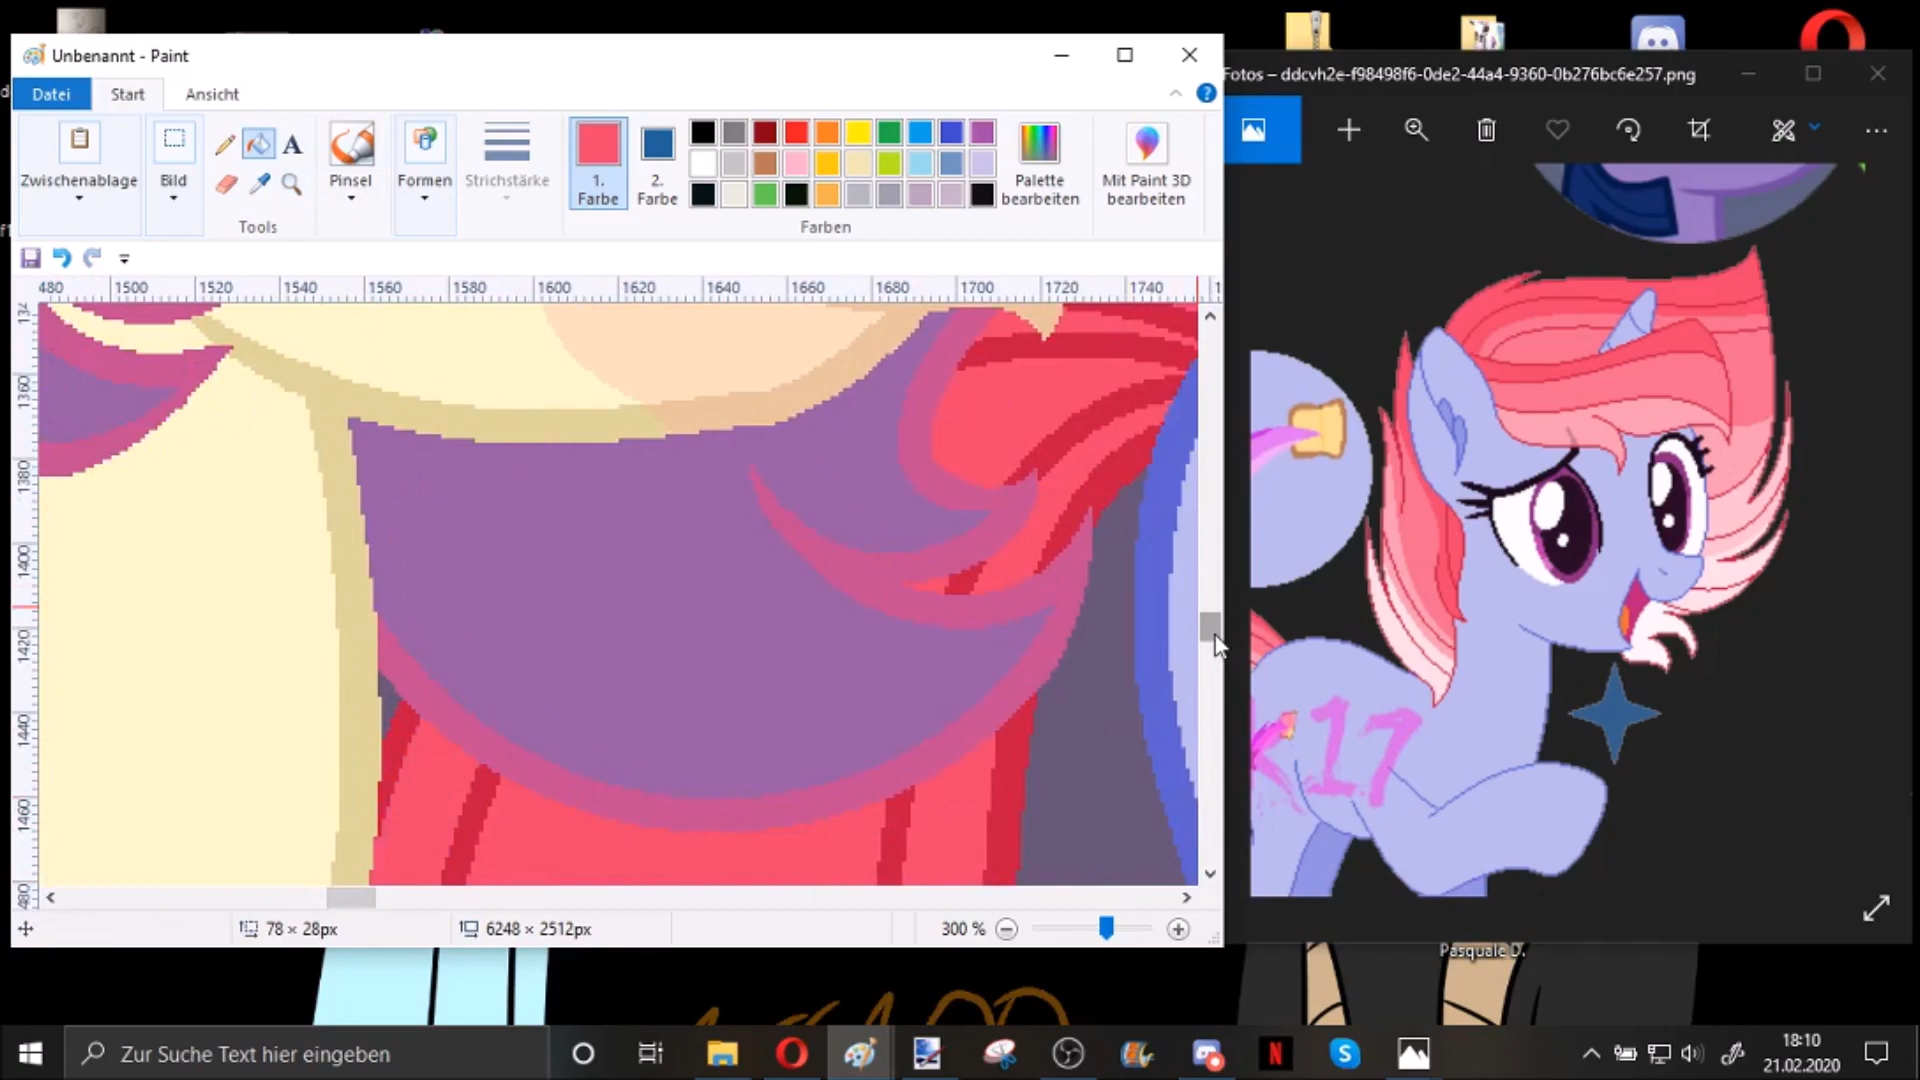 Unbenannt - Paint
Fotos – ddcvh2e-f98498f6-0de2-44a4-9360-0b276bc6e257.png
Datei Start Ansicht
Zwischenablage Bild Pinsel Formen Strichstärke 1. Farbe 2. Farbe Palette bearbeiten Mit Paint 3D bearbeiten
Tools Farben
480 1500 1520 1540 1560 1580 1600 1620 1640 1660 1680 1700 1720 1740
1360
1380
1400
1420
1440
1460
480
K17
78 × 28px 6248 × 2512px 300 %
Pasquale D.
Zur Suche Text hier eingeben
18:10
21.02.2020